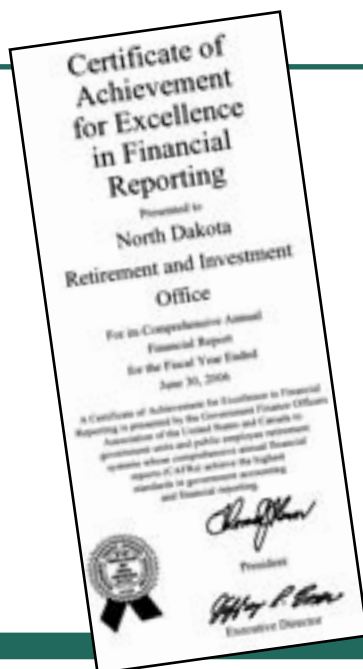 Certificate of
Achievement
for Excellence
in Financial
Reporting
Presented to
North Dakota
Retirement and Investment
Office
For its Comprehensive Annual
Financial Report
for the Fiscal Year Ended
June 30, 2006
A Certificate of Achievement for Excellence in Financial
Reporting is presented by the Government Finance Officers
Association of the United States and Canada to
government units and public employee retirement
systems whose comprehensive annual financial
reports (CAFRs) achieve the highest
standards in government accounting
and financial reporting.
President
Executive Director